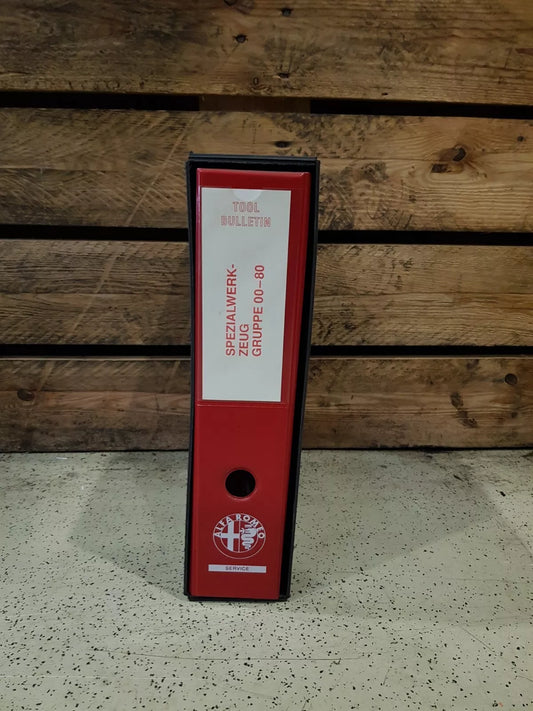 TOOL
BULLETIN
SPEZIALWERK-
ZEUG
GRUPPE 00-80
ALFA ROMEO
SERVICE